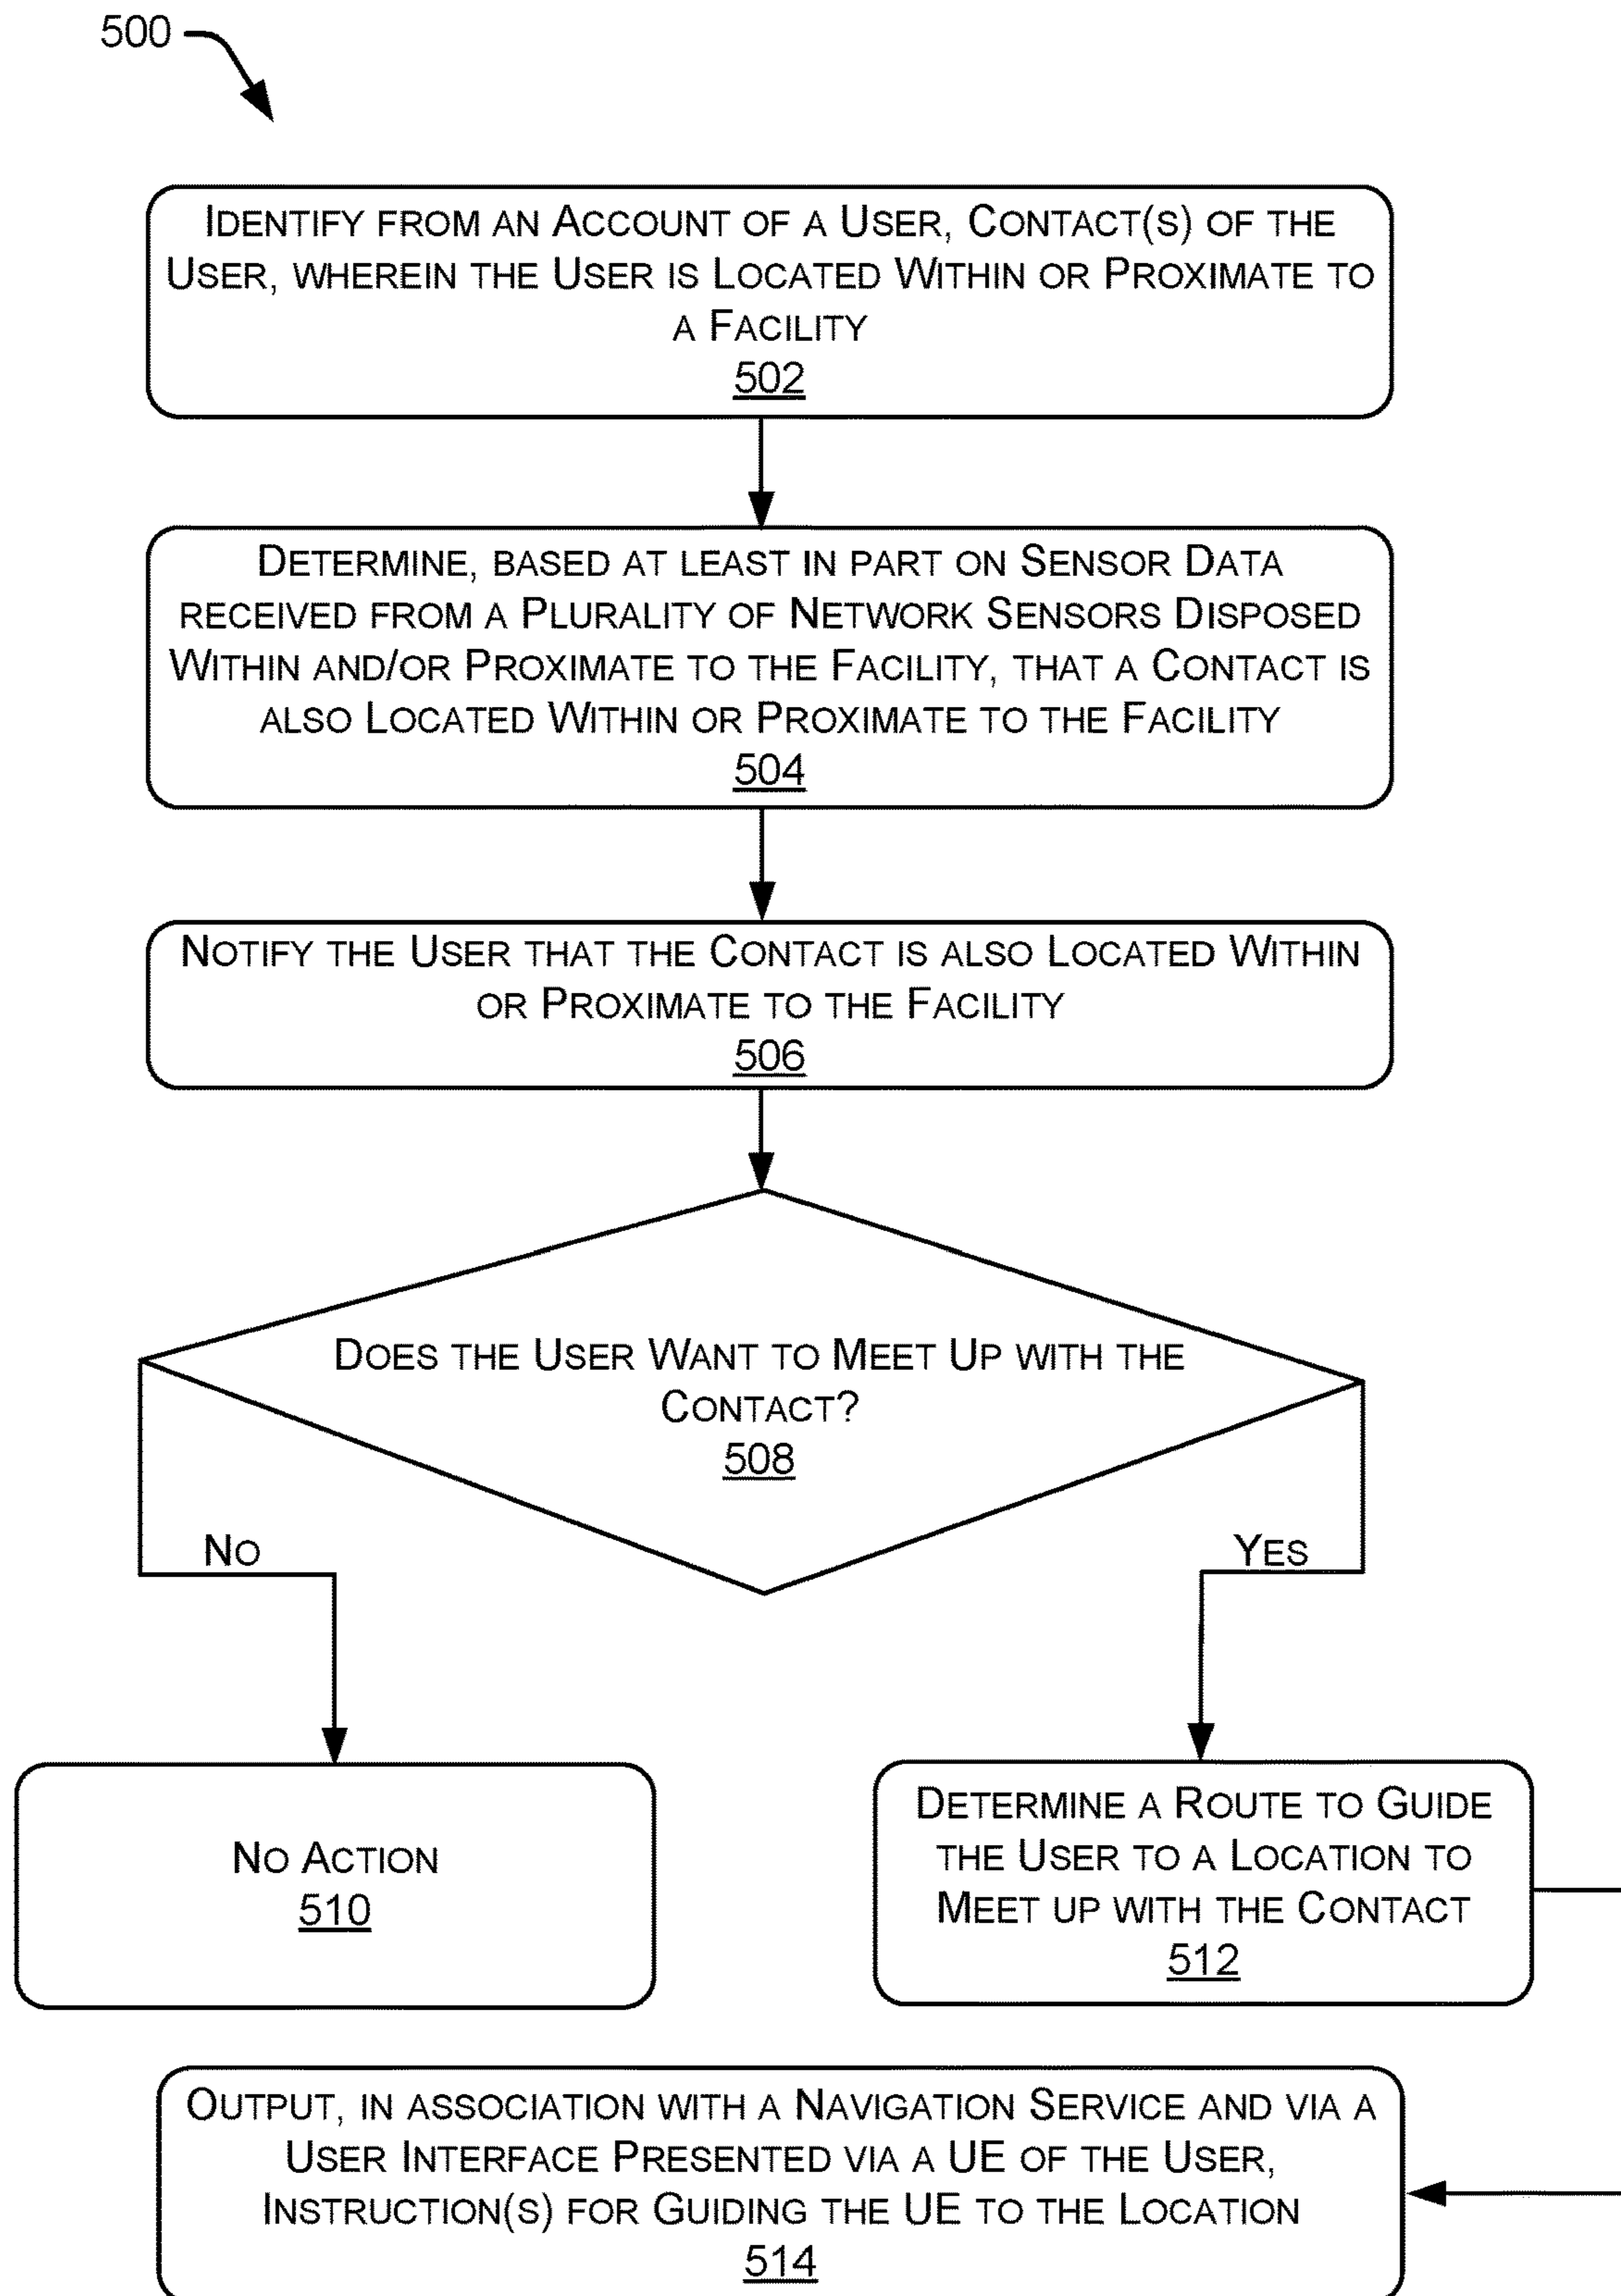 500
IDENTIFY FROM AN ACCOUNT OF A USER, CONTACT(S) OF THE
USER, WHEREIN THE USER IS LOCATED WITHIN OR PROXIMATE TO
A FACILITY
502
DETERMINE, BASED AT LEAST IN PART ON SENSOR DATA
RECEIVED FROM A PLURALITY OF NETWORK SENSORS DISPOSED
WITHIN AND/OR PROXIMATE TO THE FACILITY, THAT A CONTACT IS
ALSO LOCATED WITHIN OR PROXIMATE TO THE FACILITY
504
NOTIFY THE USER THAT THE CONTACT IS ALSO LOCATED WITHIN
OR PROXIMATE TO THE FACILITY
506
DOES THE USER WANT TO MEET UP WITH THE
CONTACT?
508
NO
YES
NO ACTION
510
DETERMINE A ROUTE TO GUIDE
THE USER TO A LOCATION TO
MEET UP WITH THE CONTACT
512
OUTPUT, IN ASSOCIATION WITH A NAVIGATION SERVICE AND VIA A
USER INTERFACE PRESENTED VIA A UE OF THE USER,
INSTRUCTION(S) FOR GUIDING THE UE TO THE LOCATION
514